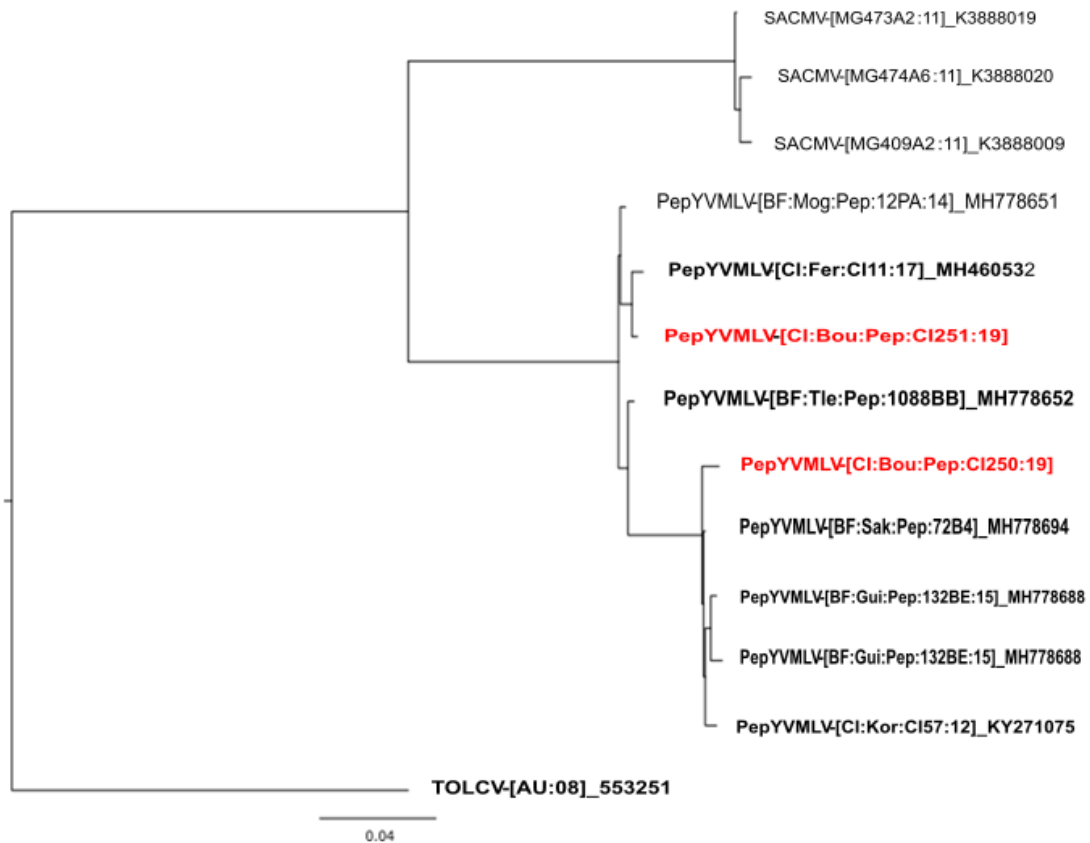 SACMV-[MG473A2:11]_K3888019
SACMV-[MG474A6:11]_K3888020
SACMV-[MG409A2:11]_K3888009
PepYVMLV-[BF:Mog:Pep:12PA:14]_MH778651
PepYVMLV-[CI:Fer:CI11:17]_MH460532
PepYVMLV-[CI:Bou:Pep:CI251:19]
PepYVMLV-[BF:Tle:Pep:1088BB]_MH778652
PepYVMLV-[CI:Bou:Pep:CI250:19]
PepYVMLV-[BF:Sak:Pep:72B4]_MH778694
PepYVMLV-[BF:Gui:Pep:132BE:15]_MH778688
PepYVMLV-[BF:Gui:Pep:132BE:15]_MH778688
PepYVMLV-[CI:Kor:CI57:12]_KY271075
TOLCV-[AU:08]_553251
0.04